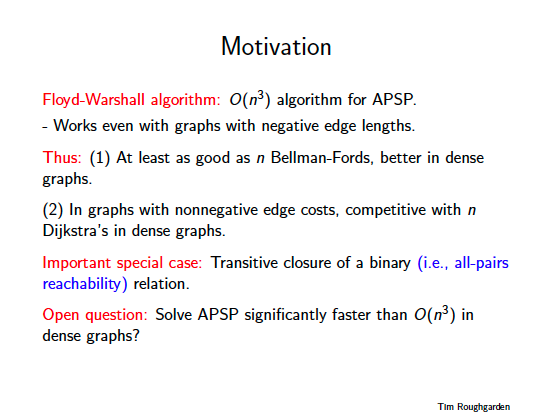 Motivation
Floyd-Warshall algorithm: O(n³) algorithm for APSP.
- Works even with graphs with negative edge lengths.
Thus: (1) At least as good as n Bellman-Fords, better in dense
graphs.
(2) In graphs with nonnegative edge costs, competitive with n
Dijkstra's in dense graphs.
Important special case: Transitive closure of a binary (i.e., all-pairs
reachability) relation.
Open question: Solve APSP significantly faster than O(n³) in
dense graphs?
Tim Roughgarden